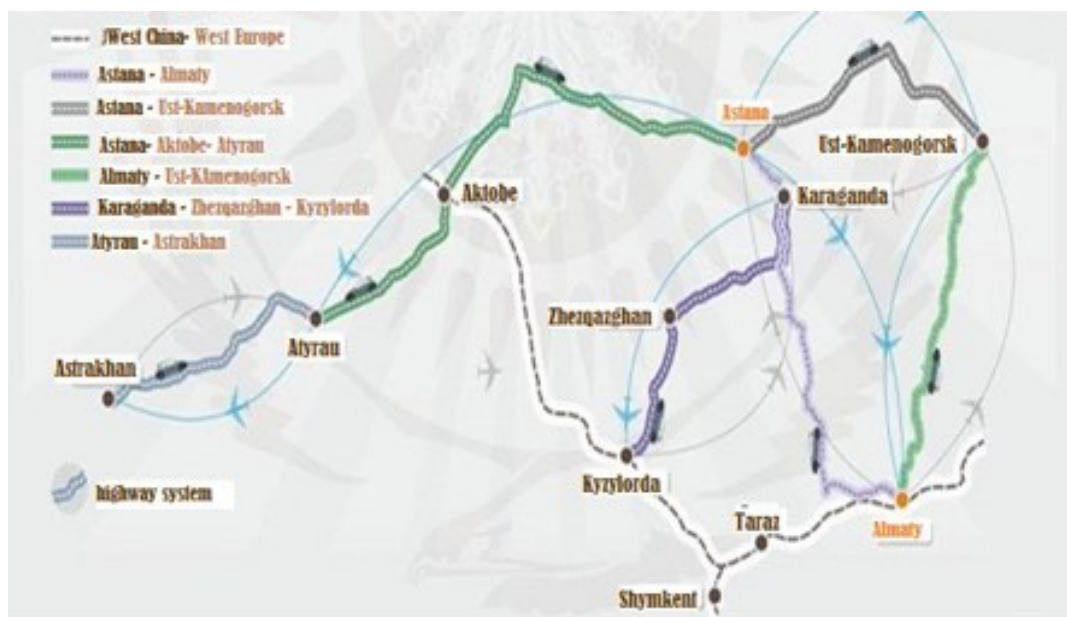 West China- West Europe
Astana - Almaty
Astana - Ust-Kamenogorsk
Astana- Aktobe- Atyrau
Almaty - Ust-KAmenogorsk
Karaganda - Zhezqazghan - Kyzylorda
Atyrau - Astrakhan
Astana
Ust-Kamenogorsk
Aktobe
Karaganda
Zhezqazghan
Atyrau
Astrakhan
Kyzylorda
highway system
Taraz
Almaty
Shymkent